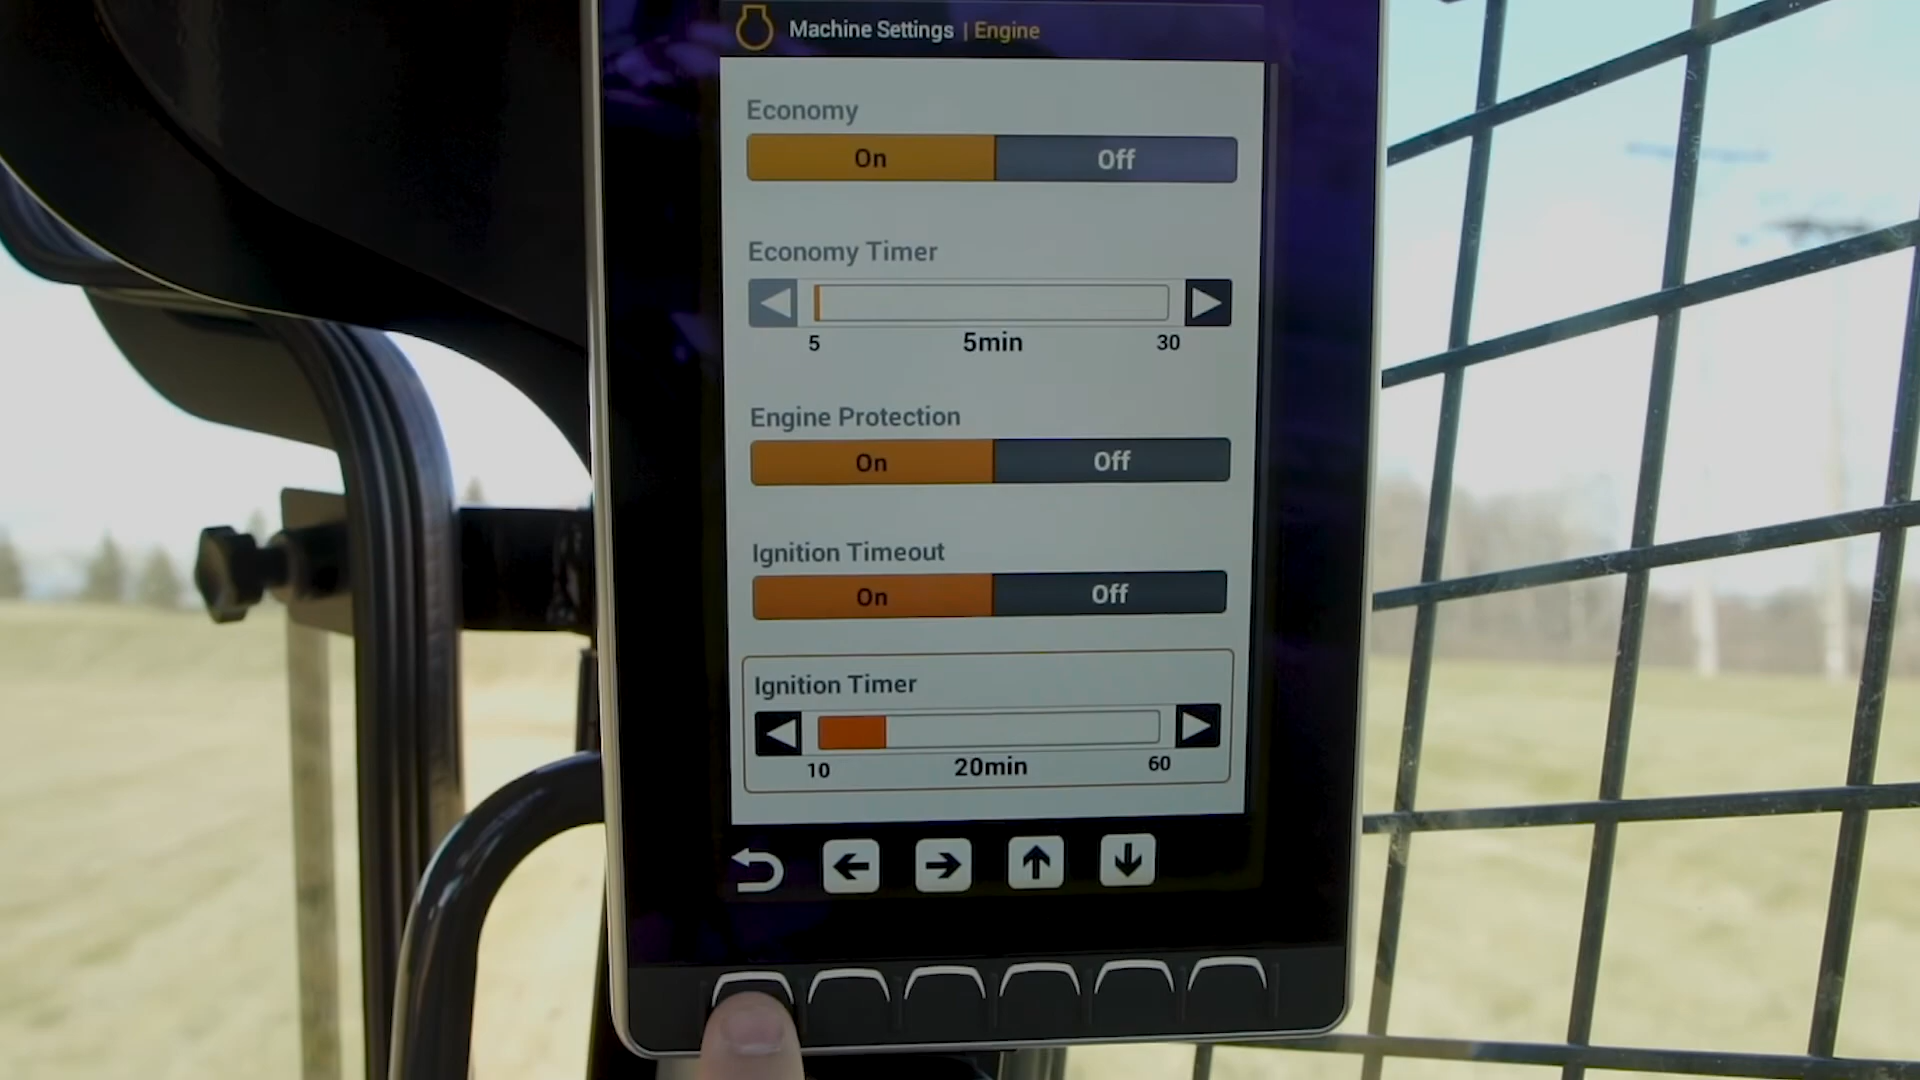 Machine Settings | Engine
Economy
On Off
Economy Timer
5 5min 30
Engine Protection
On Off
Ignition Timeout
On Off
Ignition Timer
10 20min 60